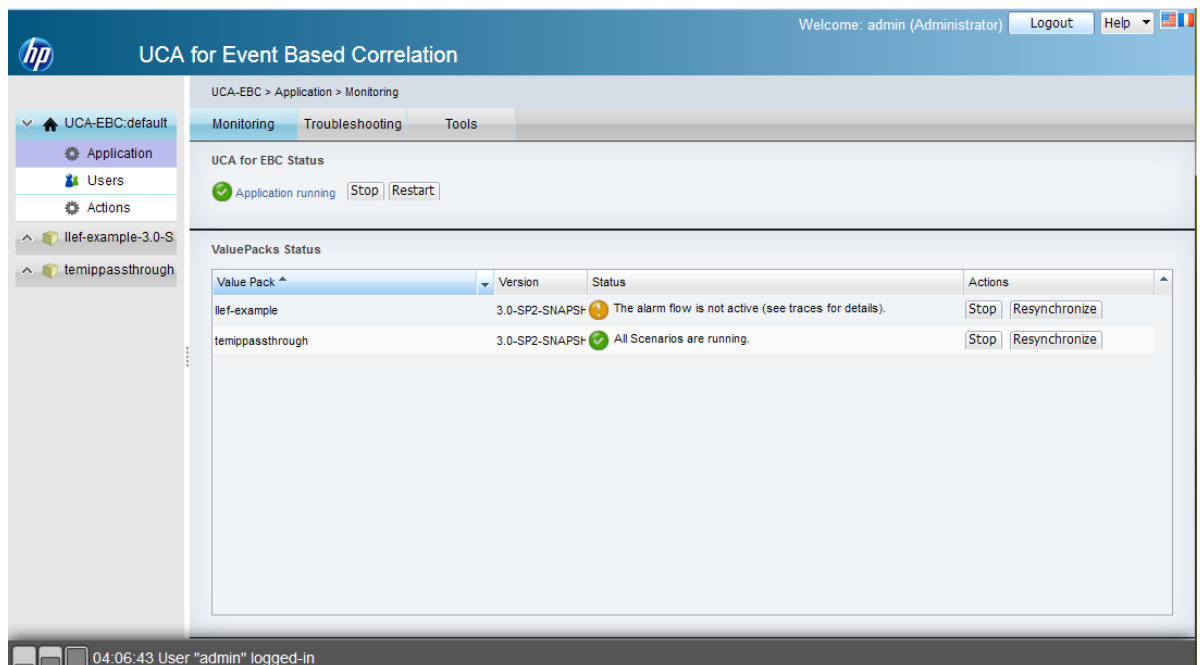 Welcome: admin (Administrator) Logout Help
hp UCA for Event Based Correlation
UCA-EBC > Application > Monitoring
UCA-EBC:default
Application
Users
Actions
llef-example-3.0-S
temippassthrough
Monitoring Troubleshooting Tools
UCA for EBC Status
Application running Stop Restart
ValuePacks Status
Value Pack Version Status Actions
llef-example 3.0-SP2-SNAPSH The alarm flow is not active (see traces for details). Stop Resynchronize
temippassthrough 3.0-SP2-SNAPSH All Scenarios are running. Stop Resynchronize
04:06:43 User "admin" logged-in